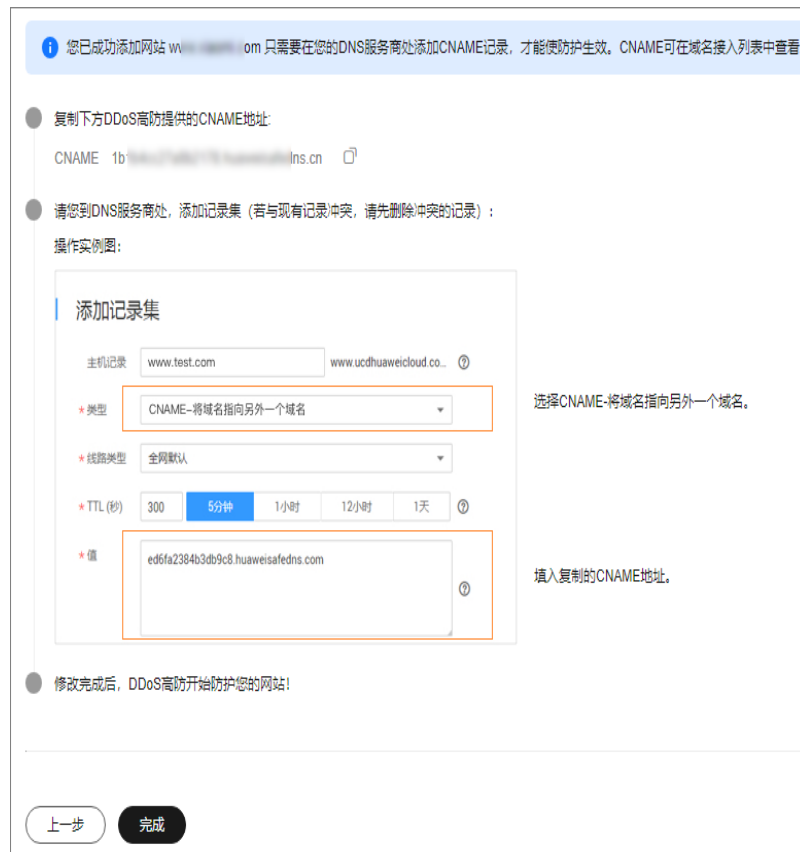 您已成功添加网站 ww om 只需要在您的DNS服务商处添加CNAME记录，才能使防护生效。CNAME可在域名接入列表中查看
复制下方DDoS高防提供的CNAME地址:
CNAME 1b lns.cn
请您到DNS服务商处，添加记录集（若与现有记录冲突，请先删除冲突的记录）：
操作实例图：
添加记录集
主机记录 www.test.com www.ucdhuaweicloud.co...
*类型 CNAME–将域名指向另外一个域名
选择CNAME-将域名指向另外一个域名。
*线路类型 全网默认
*TTL (秒) 300 5分钟 1小时 12小时 1天
*值 ed6fa2384b3db9c8.huaweisafedns.com
填入复制的CNAME地址。
修改完成后，DDoS高防开始防护您的网站！
上一步 完成